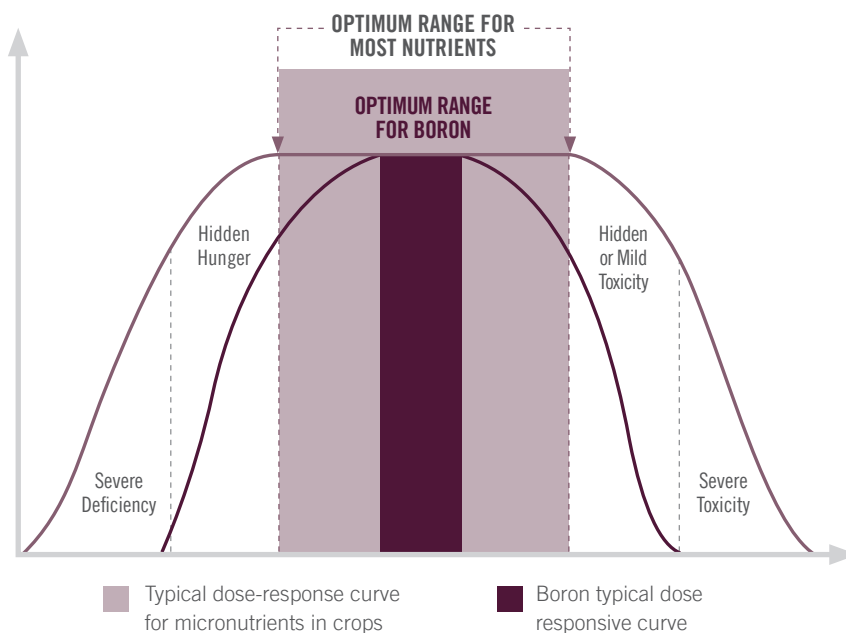 OPTIMUM RANGE FOR
MOST NUTRIENTS
OPTIMUM RANGE
FOR BORON
Hidden
Hunger
Hidden
or Mild
Toxicity
Severe
Deficiency
Severe
Toxicity
Typical dose-response curve
for micronutrients in crops
Boron typical dose
responsive curve